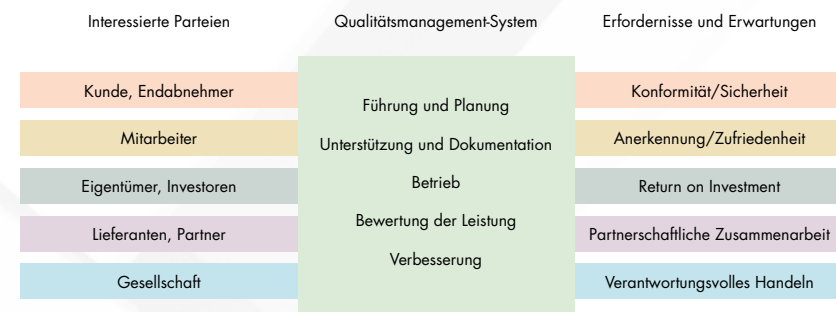 Interessierte Parteien
Qualitätsmanagement-System
Erfordernisse und Erwartungen
Kunde, Endabnehmer
Mitarbeiter
Eigentümer, Investoren
Lieferanten, Partner
Gesellschaft
Führung und Planung
Unterstützung und Dokumentation
Betrieb
Bewertung der Leistung
Verbesserung
Konformität/Sicherheit
Anerkennung/Zufriedenheit
Return on Investment
Partnerschaftliche Zusammenarbeit
Verantwortungsvolles Handeln